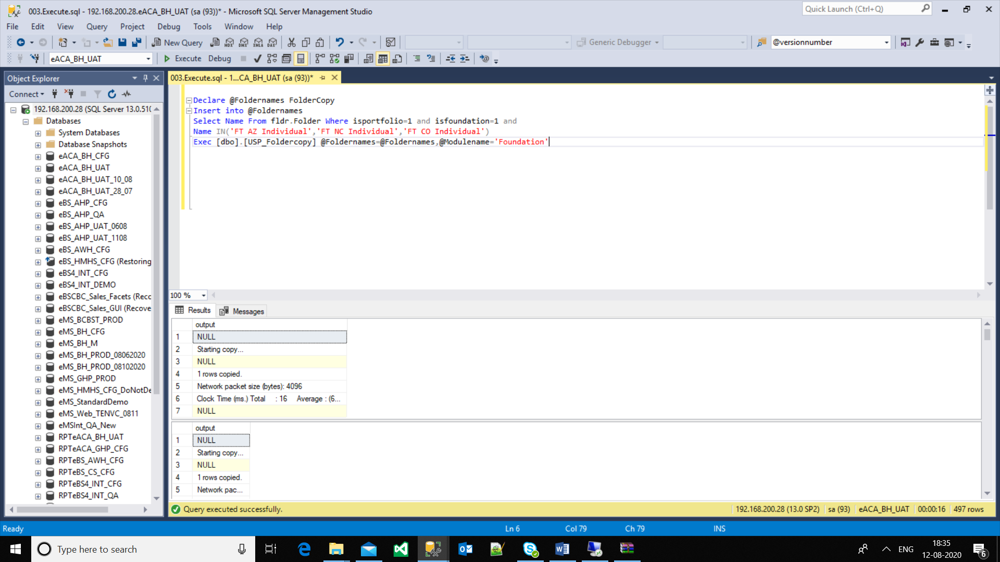 003.Execute.sql - 192.168.200.28.eACA_BH_UAT (sa (93))* - Microsoft SQL Server Management Studio
Quick Launch (Ctrl+Q)
File Edit View Query Project Debug Tools Window Help
New Query MDX DMX XMLA DAX Generic Debugger @versionnumber
eACA_BH_UAT Execute Debug
Object Explorer
003.Execute.sql - 1...CA_BH_UAT (sa (93))*
Connect
192.168.200.28 (SQL Server 13.0.510
Databases
System Databases
Database Snapshots
eACA_BH_CFG
eACA_BH_UAT
eACA_BH_UAT_10_08
eACA_BH_UAT_28_07
eBS_AHP_CFG
eBS_AHP_QA
eBS_AHP_UAT_0608
eBS_AHP_UAT_1108
eBS_AWH_CFG
eBS_HMHS_CFG (Restoring
eBS4_INT_CFG
eBS4_INT_DEMO
eBSCBC_Sales_Facets (Recc
eBSCBC_Sales_GUI (Recove
eMS_BCBST_PROD
eMS_BH_CFG
eMS_BH_M
eMS_BH_PROD_08062020
eMS_BH_PROD_08102020
eMS_GHP_PROD
eMS_HMHS_CFG_DoNotDe
eMS_StandardDemo
eMS_Web_TENVC_0811
eMSInt_QA_New
RPTeACA_BH_UAT
RPTeACA_GHP_CFG
RPTeBS_AWH_CFG
RPTeBS_CS_CFG
RPTeBS4_INT_CFG
RPTeBS4_INT_QA
Declare @Foldernames FolderCopy
Insert into @Foldernames
Select Name From fldr.Folder Where isportfolio=1 and isfoundation=1 and
Name IN('FT AZ Individual','FT NC Individual','FT CO Individual')
Exec [dbo].[USP_Foldercopy] @Foldernames=@Foldernames,@Modulename='Foundation'
100 %
Results Messages
output
1 NULL
2 Starting copy...
3 NULL
4 1 rows copied.
5 Network packet size (bytes): 4096
6 Clock Time (ms.) Total : 16 Average : (6...
7 NULL
output
1 NULL
2 Starting copy...
3 NULL
4 1 rows copied.
5 Network pac...
Query executed successfully. 192.168.200.28 (13.0 SP2) sa (93) eACA_BH_UAT 00:00:16 497 rows
Ready Ln 6 Col 79 Ch 79 INS
Type here to search
ENG
18:35
12-08-2020
6